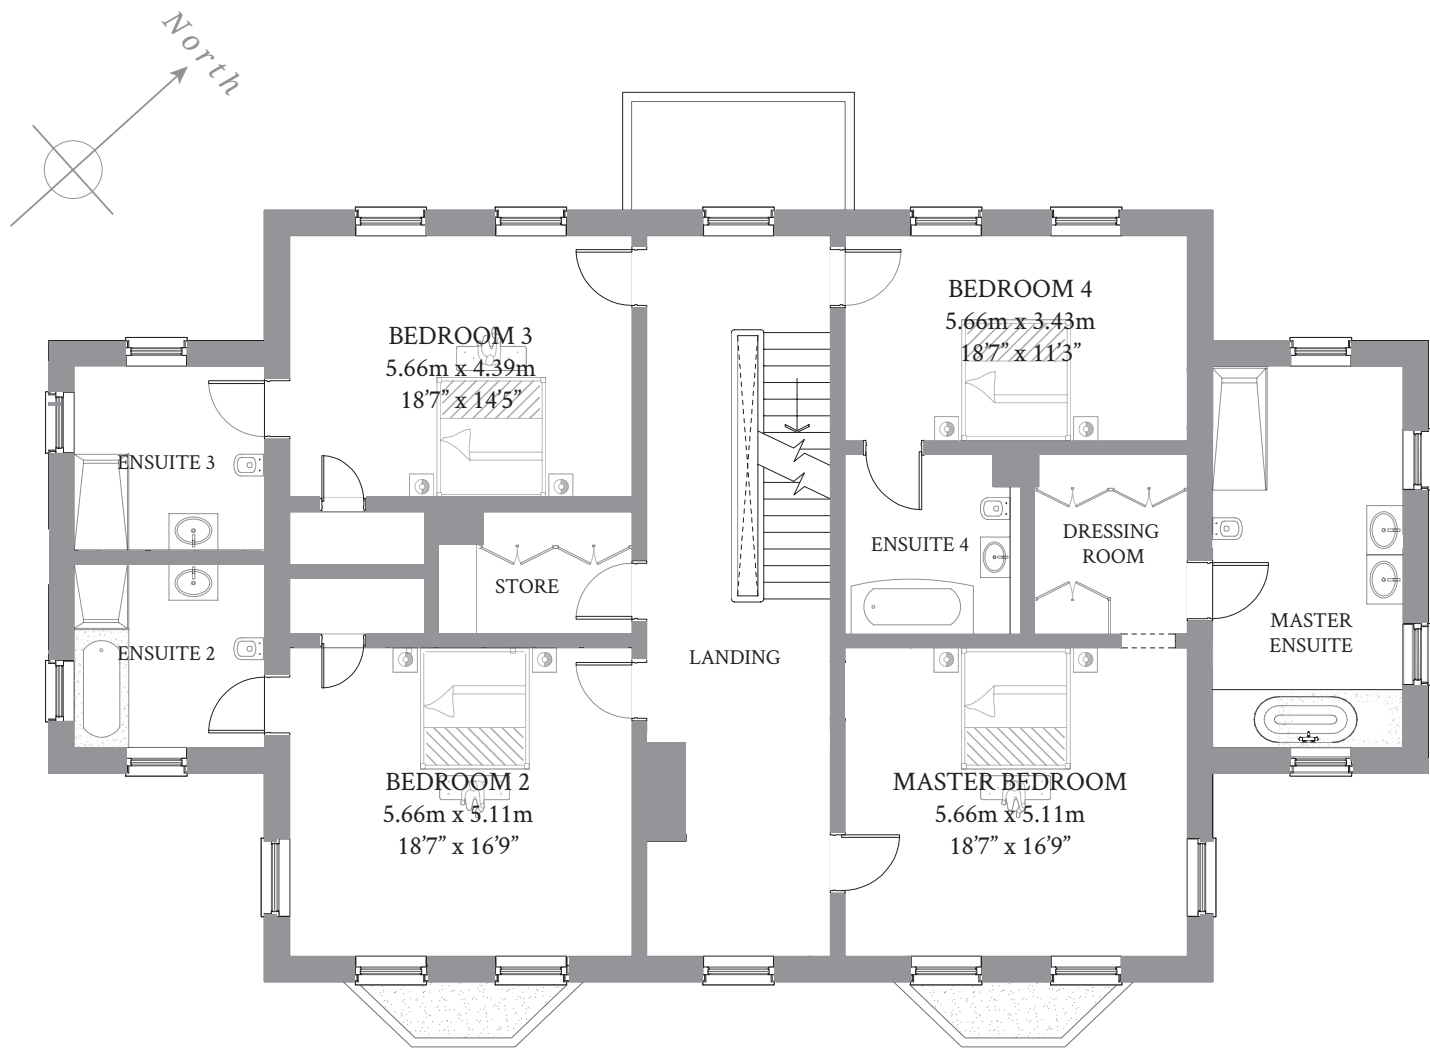 North
BEDROOM 3
5.66m x 4.39m
18’7” x 14’5”
BEDROOM 4
5.66m x 3.43m
18’7” x 11’3”
ENSUITE 3
ENSUITE 4
DRESSING
ROOM
STORE
ENSUITE 2
LANDING
MASTER
ENSUITE
BEDROOM 2
5.66m x 5.11m
18’7” x 16’9”
MASTER BEDROOM
5.66m x 5.11m
18’7” x 16’9”